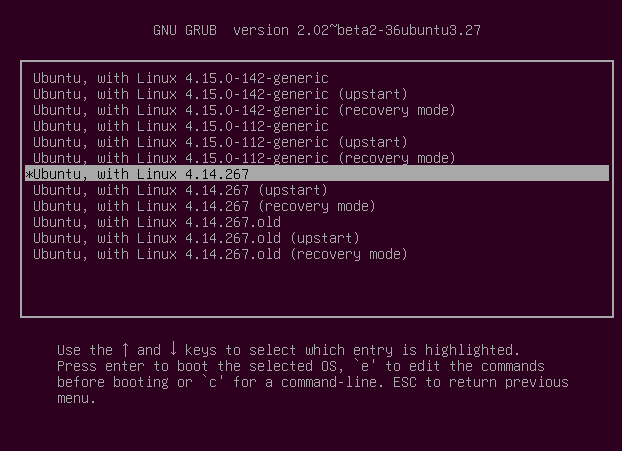 GNU GRUB  version 2.02~beta2-36ubuntu3.27
Ubuntu, with Linux 4.15.0-142-generic
Ubuntu, with Linux 4.15.0-142-generic (upstart)
Ubuntu, with Linux 4.15.0-142-generic (recovery mode)
Ubuntu, with Linux 4.15.0-112-generic
Ubuntu, with Linux 4.15.0-112-generic (upstart)
Ubuntu, with Linux 4.15.0-112-generic (recovery mode)
*Ubuntu, with Linux 4.14.267
Ubuntu, with Linux 4.14.267 (upstart)
Ubuntu, with Linux 4.14.267 (recovery mode)
Ubuntu, with Linux 4.14.267.old
Ubuntu, with Linux 4.14.267.old (upstart)
Ubuntu, with Linux 4.14.267.old (recovery mode)
Use the ↑ and ↓ keys to select which entry is highlighted.
Press enter to boot the selected OS, `e' to edit the commands
before booting or `c' for a command-line. ESC to return previous
menu.